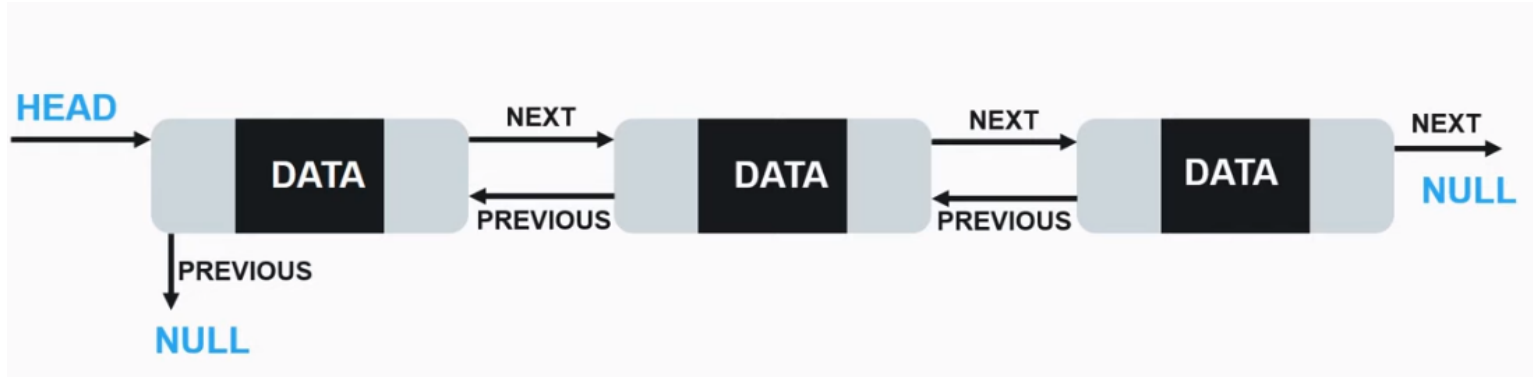 HEAD
NEXT
NEXT
NEXT
DATA
DATA
DATA
NULL
PREVIOUS
PREVIOUS
PREVIOUS
NULL